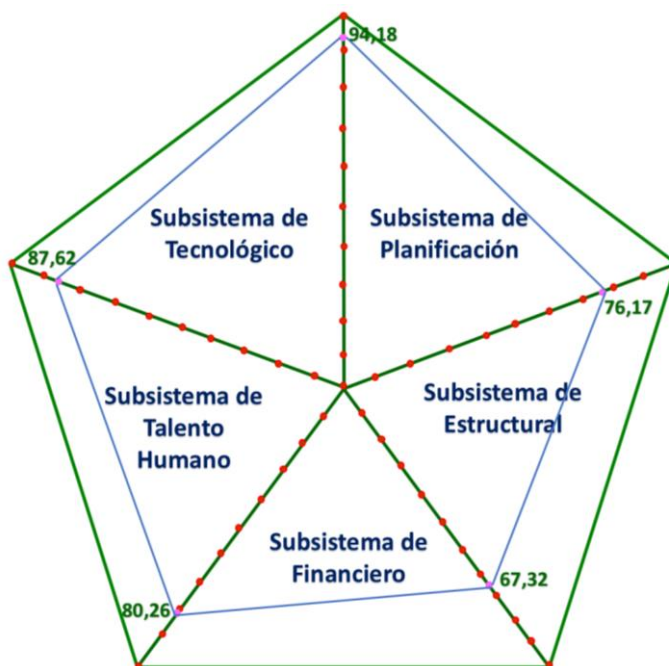 94,18
Subsistema de
Tecnológico
Subsistema de
Planificación
87,62
76,17
Subsistema de
Talento
Humano
Subsistema de
Estructural
Subsistema de
Financiero
80,26
67,32